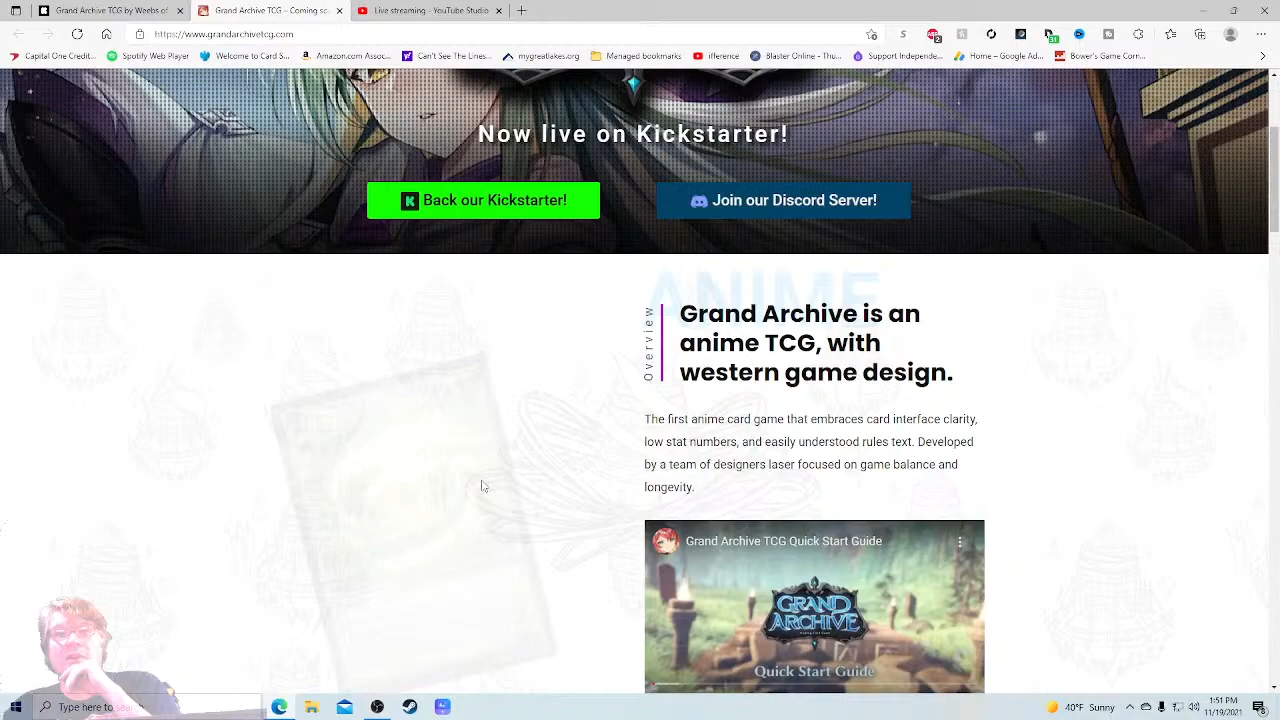 Grand Archive TCG by Weebs of
Grand Archive TCG – Coming so
Live streaming - YouTube Studio
https://www.grandarchivetcg.com
Capital One Credit...
Spotify Web Player
Welcome to Card S...
Amazon.com Assoc...
Can't See The Lines...
mygreatlakes.org
Managed bookmarks
ifference
Blaster Online - Thu...
Support Independe...
Home - Google Ad...
Bower's Game Corn...
Now live on Kickstarter!
Back our Kickstarter!
Join our Discord Server!
ANIME
Overview
Grand Archive is an
anime TCG, with
western game design.
The first anime card game that embraces card interface clarity,
low stat numbers, and easily understood rules text. Developed
by a team of designers laser focused on game balance and
longevity.
Grand Archive TCG Quick Start Guide
GRAND
ARCHIVE
Quick Start Guide
Type here to search
40°F Sunny
1:51 PM
11/19/2021